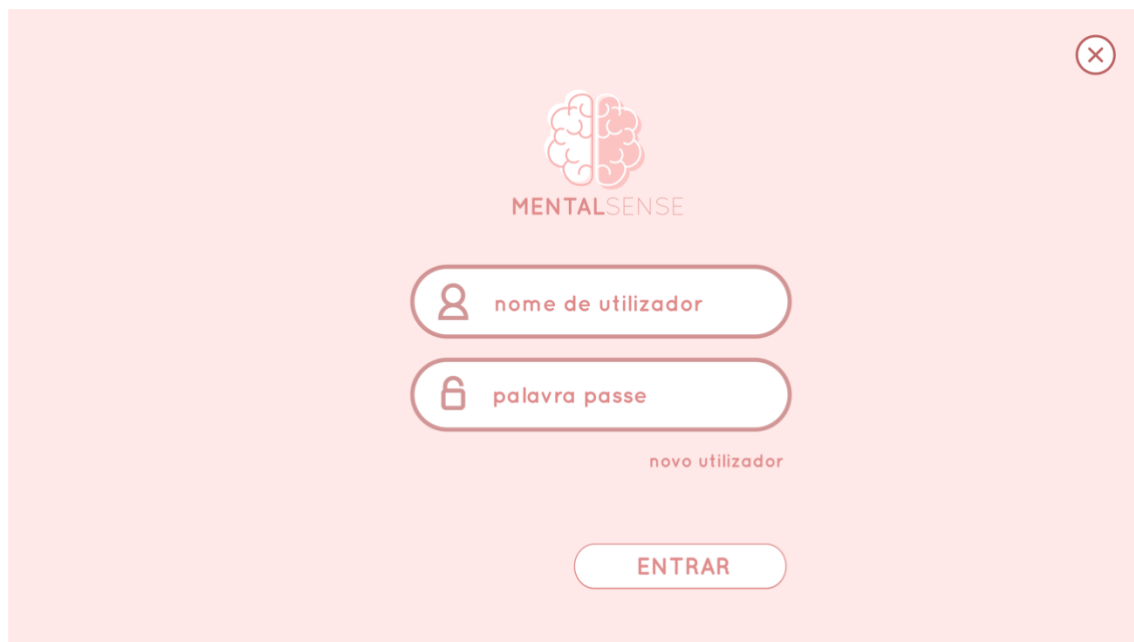 MENTALSENSE
nome de utilizador
palavra passe
novo utilizador
ENTRAR